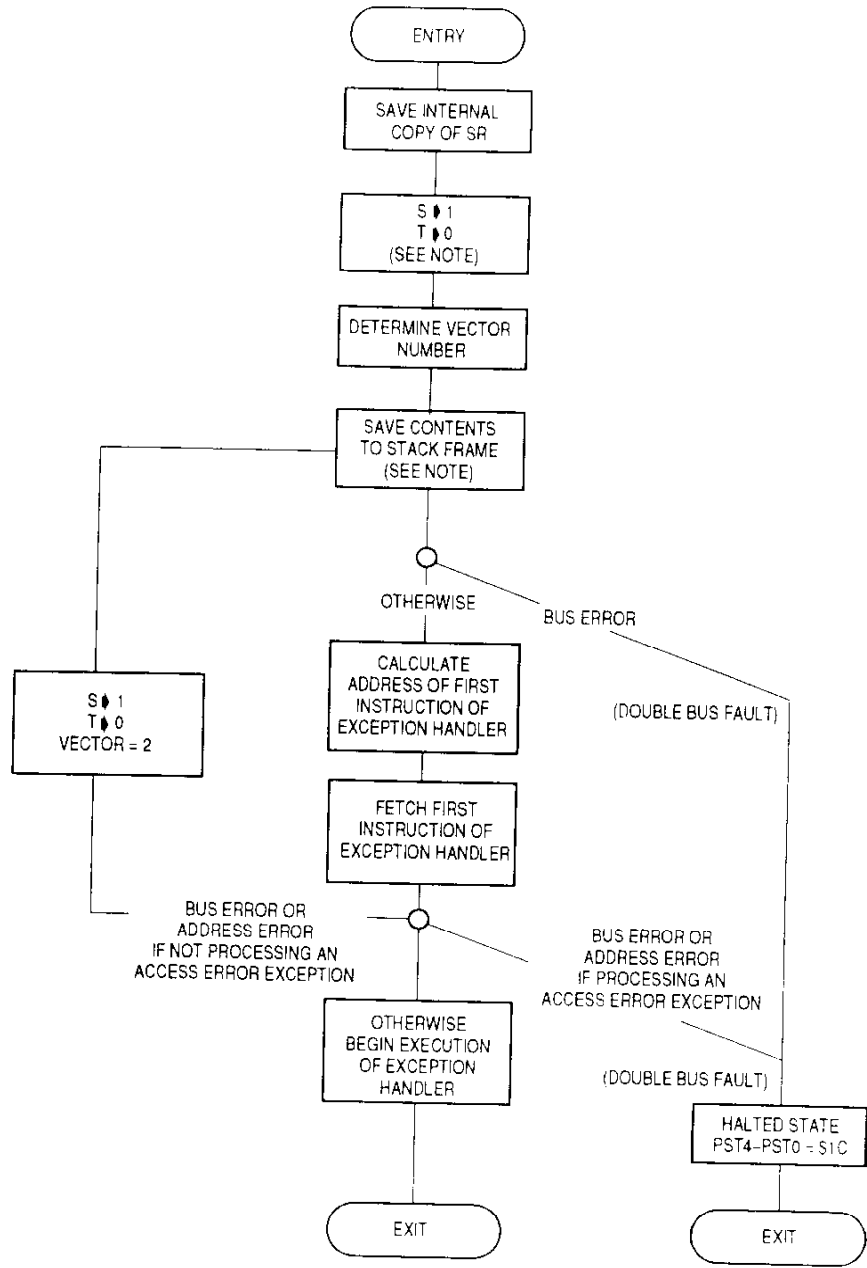 ENTRY
SAVE INTERNAL
COPY OF SR
S ➧ 1
T ➧ 0
(SEE NOTE)
DETERMINE VECTOR
NUMBER
SAVE CONTENTS
TO STACK FRAME
(SEE NOTE)
OTHERWISE
BUS ERROR
CALCULATE
ADDRESS OF FIRST
INSTRUCTION OF
EXCEPTION HANDLER
(DOUBLE BUS FAULT)
S ➧ 1
T ➧ 0
VECTOR = 2
FETCH FIRST
INSTRUCTION OF
EXCEPTION HANDLER
BUS ERROR OR
ADDRESS ERROR
IF NOT PROCESSING AN
ACCESS ERROR EXCEPTION
BUS ERROR OR
ADDRESS ERROR
IF PROCESSING AN
ACCESS ERROR EXCEPTION
OTHERWISE
BEGIN EXECUTION
OF EXCEPTION
HANDLER
(DOUBLE BUS FAULT)
HALTED STATE
PST4–PST0 = $1C
EXIT
EXIT